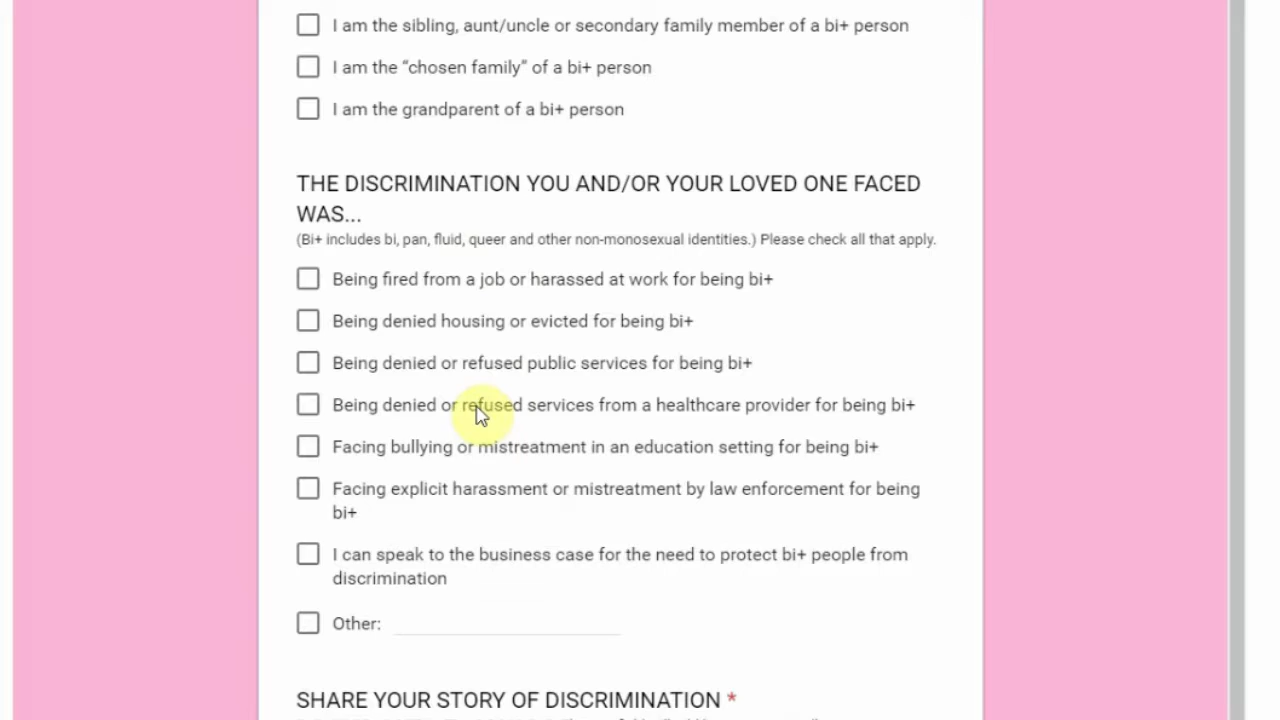 I am the sibling, aunt/uncle or secondary family member of a bi+ person
I am the “chosen family” of a bi+ person
I am the grandparent of a bi+ person
THE DISCRIMINATION YOU AND/OR YOUR LOVED ONE FACED
WAS...
(Bi+ includes bi, pan, fluid, queer and other non-monosexual identities.) Please check all that apply.
Being fired from a job or harassed at work for being bi+
Being denied housing or evicted for being bi+
Being denied or refused public services for being bi+
Being denied or refused services from a healthcare provider for being bi+
Facing bullying or mistreatment in an education setting for being bi+
Facing explicit harassment or mistreatment by law enforcement for being
bi+
I can speak to the business case for the need to protect bi+ people from
discrimination
Other:
SHARE YOUR STORY OF DISCRIMINATION *